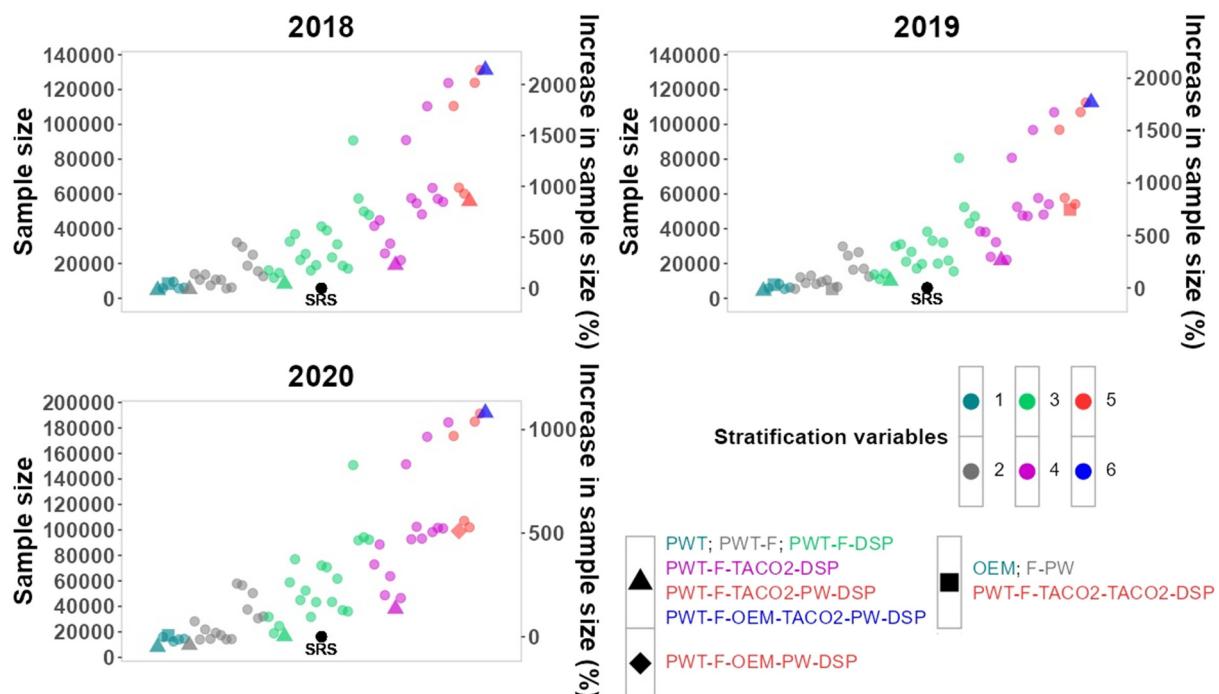 2018
Sample size
140000
120000
100000
80000
60000
40000
20000
0
SRS
2000
1500
1000
500
0
Increase in sample size (%)
2019
Sample size
140000
120000
100000
80000
60000
40000
20000
0
SRS
2000
1500
1000
500
0
Increase in sample size (%)
2020
Sample size
200000
180000
160000
140000
120000
100000
80000
60000
40000
20000
0
SRS
1000
500
0
Increase in sample size (%)
Stratification variables
1 3 5
2 4 6
PWT; PWT-F; PWT-F-DSP
PWT-F-TACO2-DSP
PWT-F-TACO2-PW-DSP
PWT-F-OEM-TACO2-PW-DSP
PWT-F-OEM-PW-DSP
OEM; F-PW
PWT-F-TACO2-TACO2-DSP